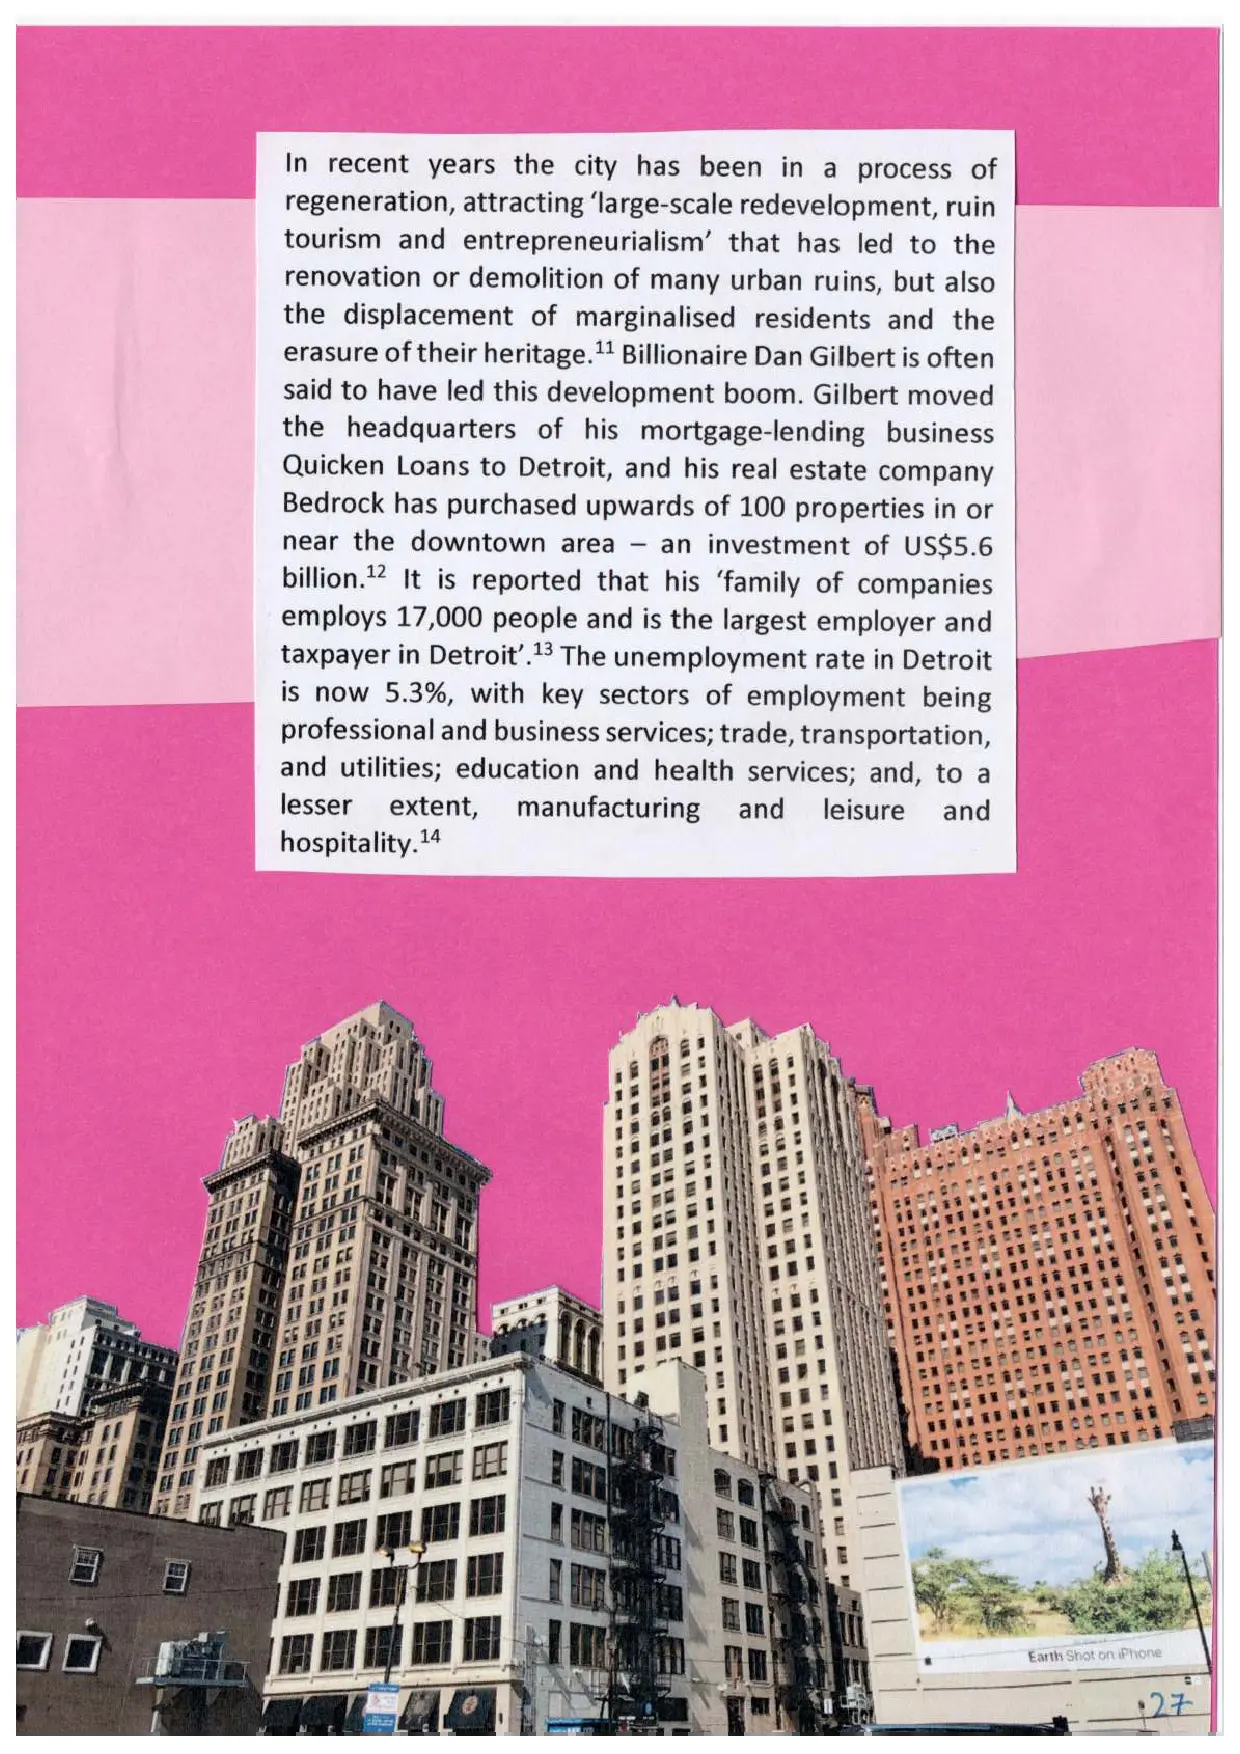 In recent years the city has been in a process of
regeneration, attracting ‘large-scale redevelopment, ruin
tourism and entrepreneurialism’ that has led to the
renovation or demolition of many urban ruins, but also
the displacement of marginalised residents and the
erasure of their heritage.¹¹ Billionaire Dan Gilbert is often
said to have led this development boom. Gilbert moved
the headquarters of his mortgage-lending business
Quicken Loans to Detroit, and his real estate company
Bedrock has purchased upwards of 100 properties in or
near the downtown area – an investment of US$5.6
billion.¹² It is reported that his ‘family of companies
employs 17,000 people and is the largest employer and
taxpayer in Detroit’.¹³ The unemployment rate in Detroit
is now 5.3%, with key sectors of employment being
professional and business services; trade, transportation,
and utilities; education and health services; and, to a
lesser extent, manufacturing and leisure and
hospitality.¹⁴
Earth Shot on iPhone
27